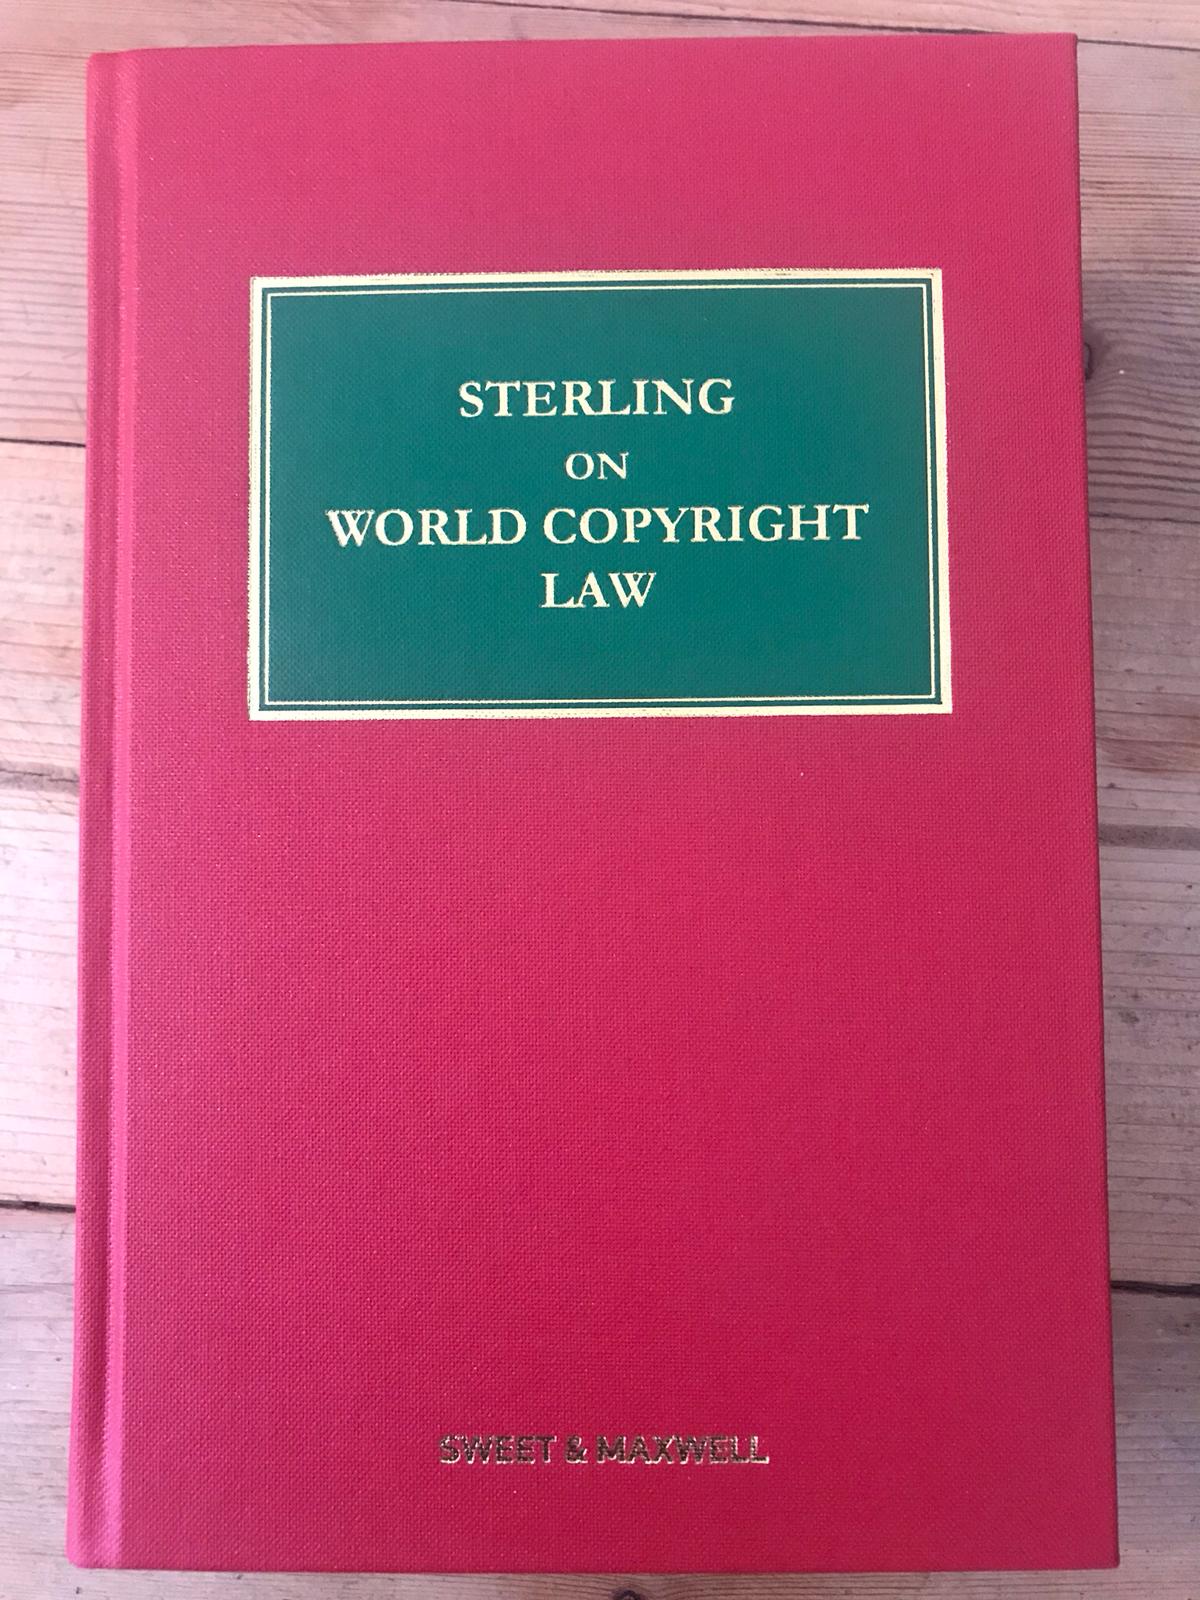 STERLING
ON
WORLD COPYRIGHT
LAW
SWEET & MAXWELL